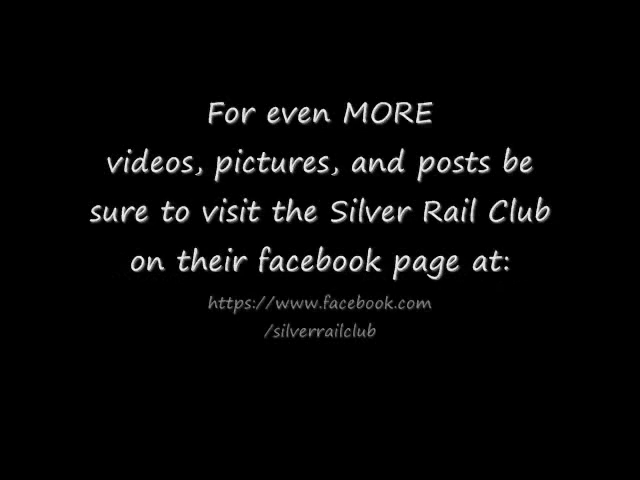 For even MORE
videos, pictures, and posts be
sure to visit the Silver Rail Club
on their facebook page at:
https://www.facebook.com
/silverrailclub